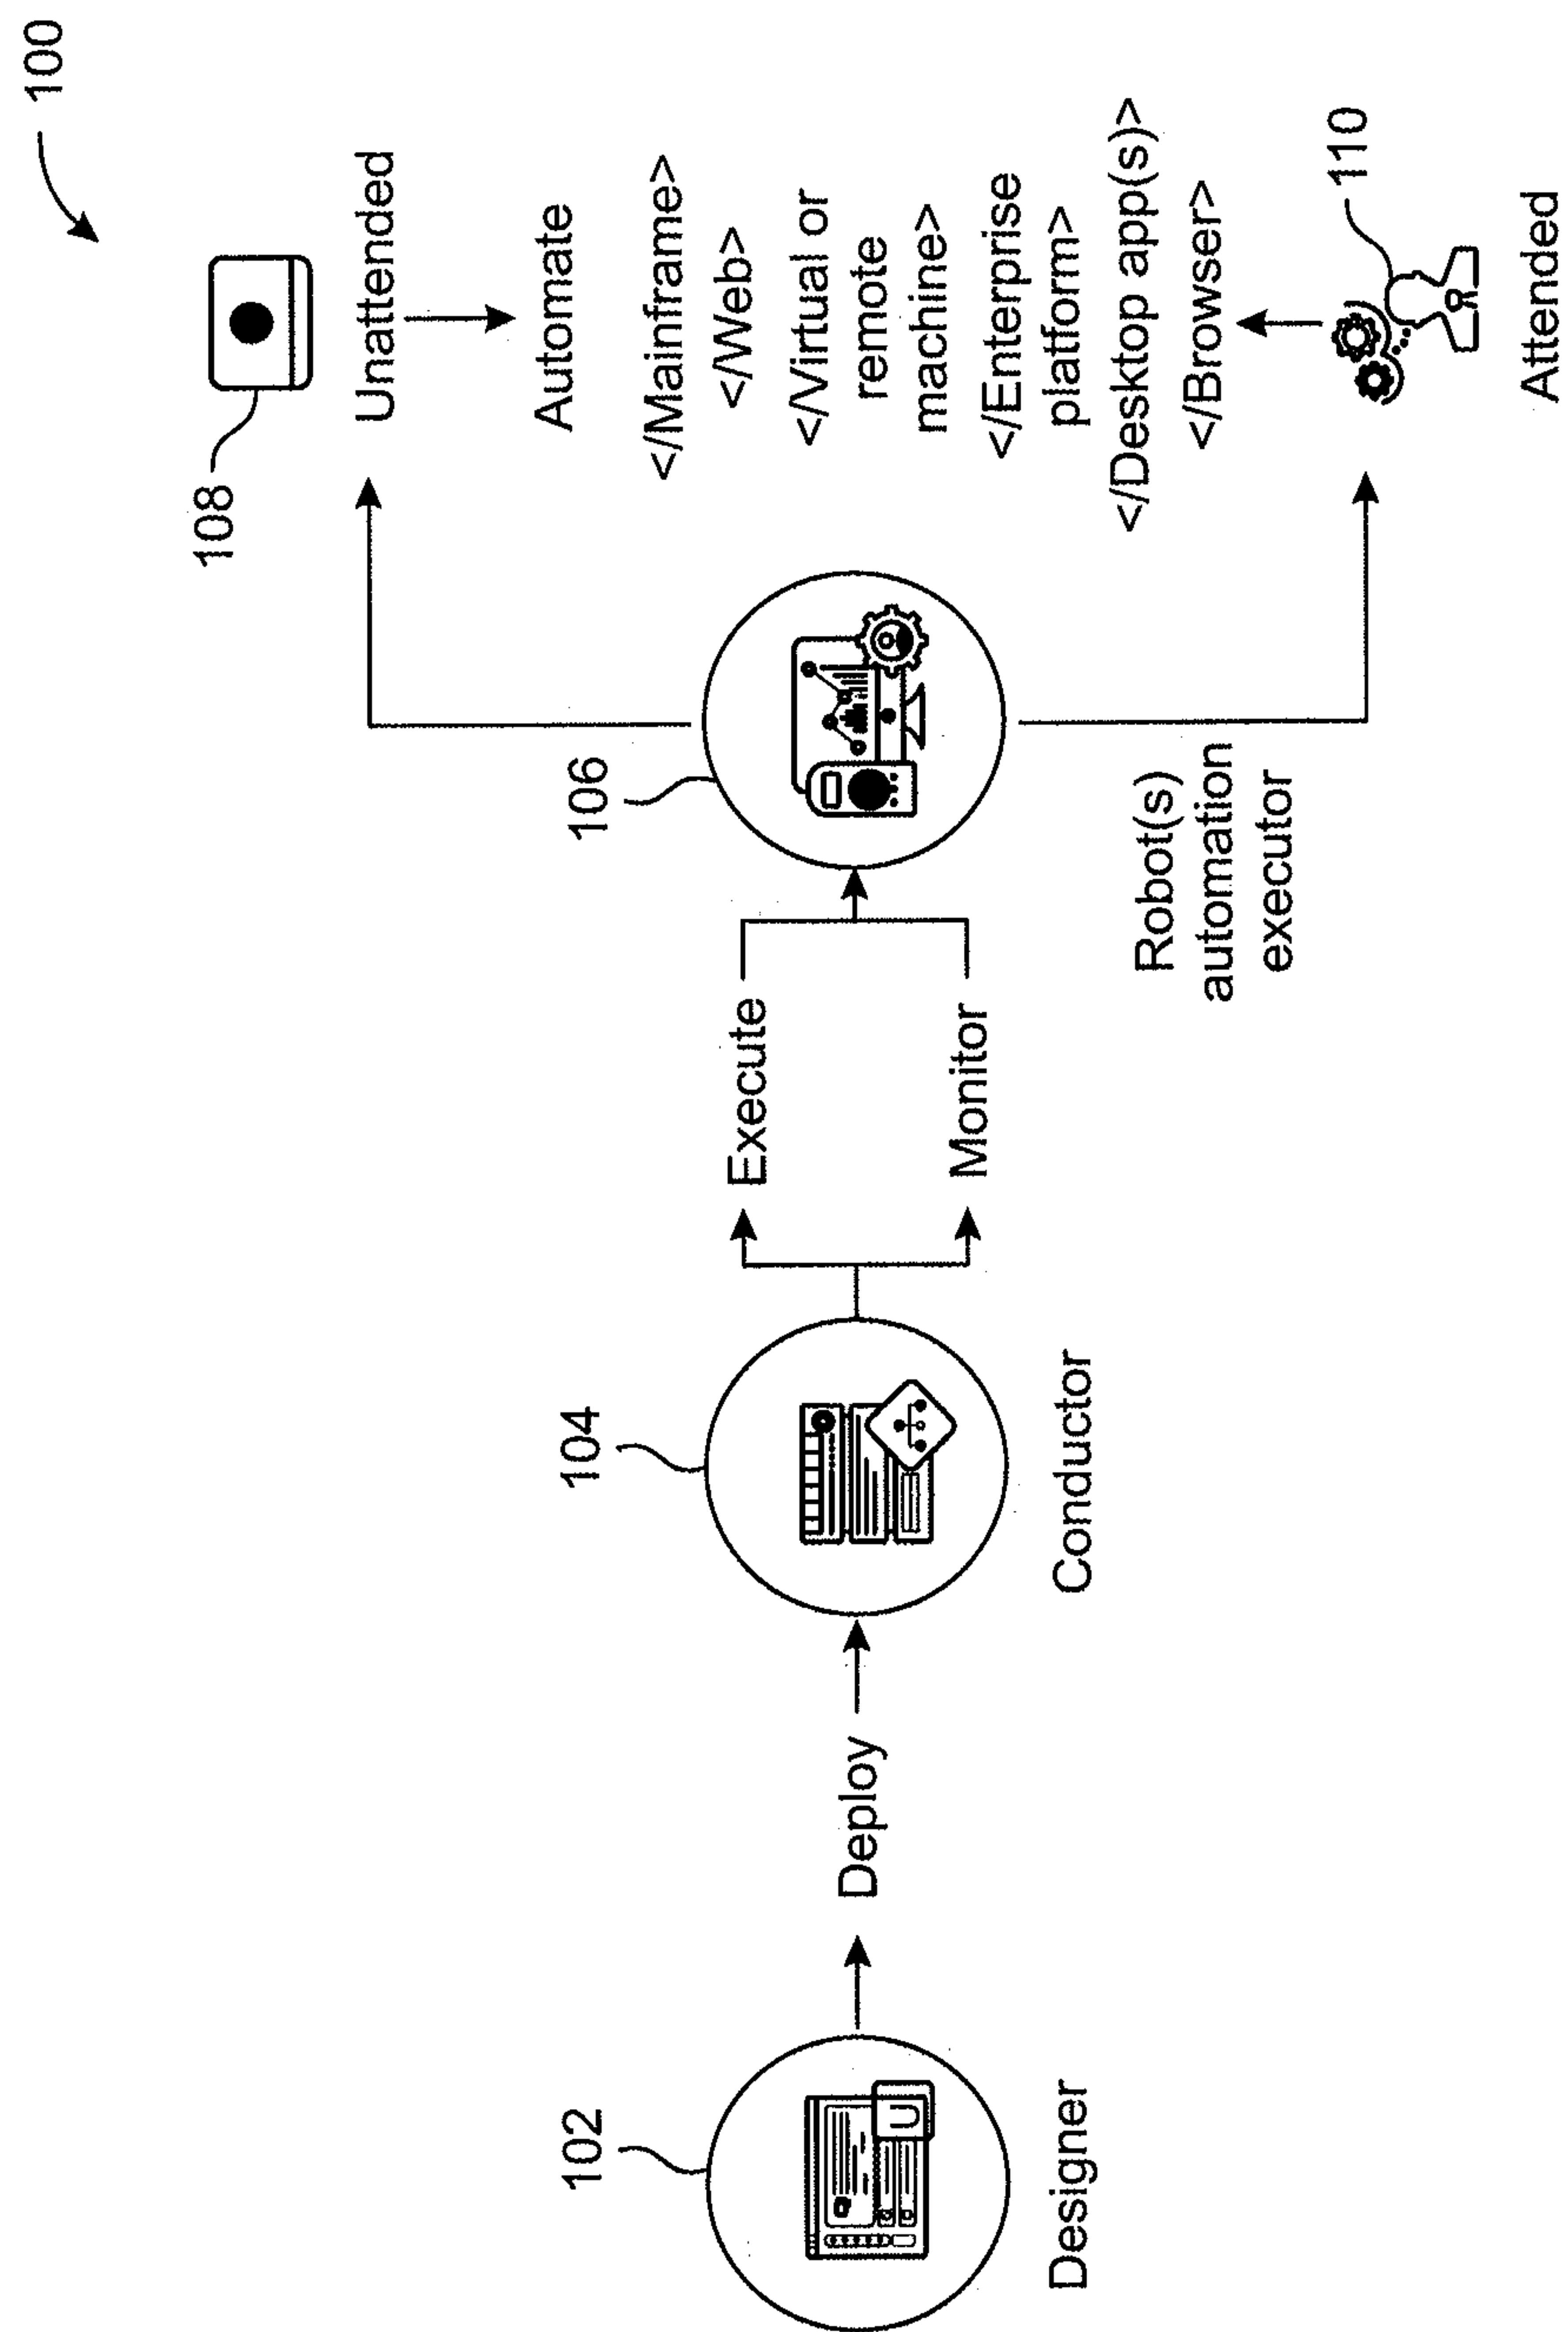 100
108
Unattended
Automate
</Mainframe>
</Web>
</Virtual or
remote
machine>
</Enterprise
platform>
</Desktop app(s)>
</Browser>
110
Attended
102
Designer
Deploy
104
Conductor
Execute
Monitor
106
Robot(s)
automation
executor